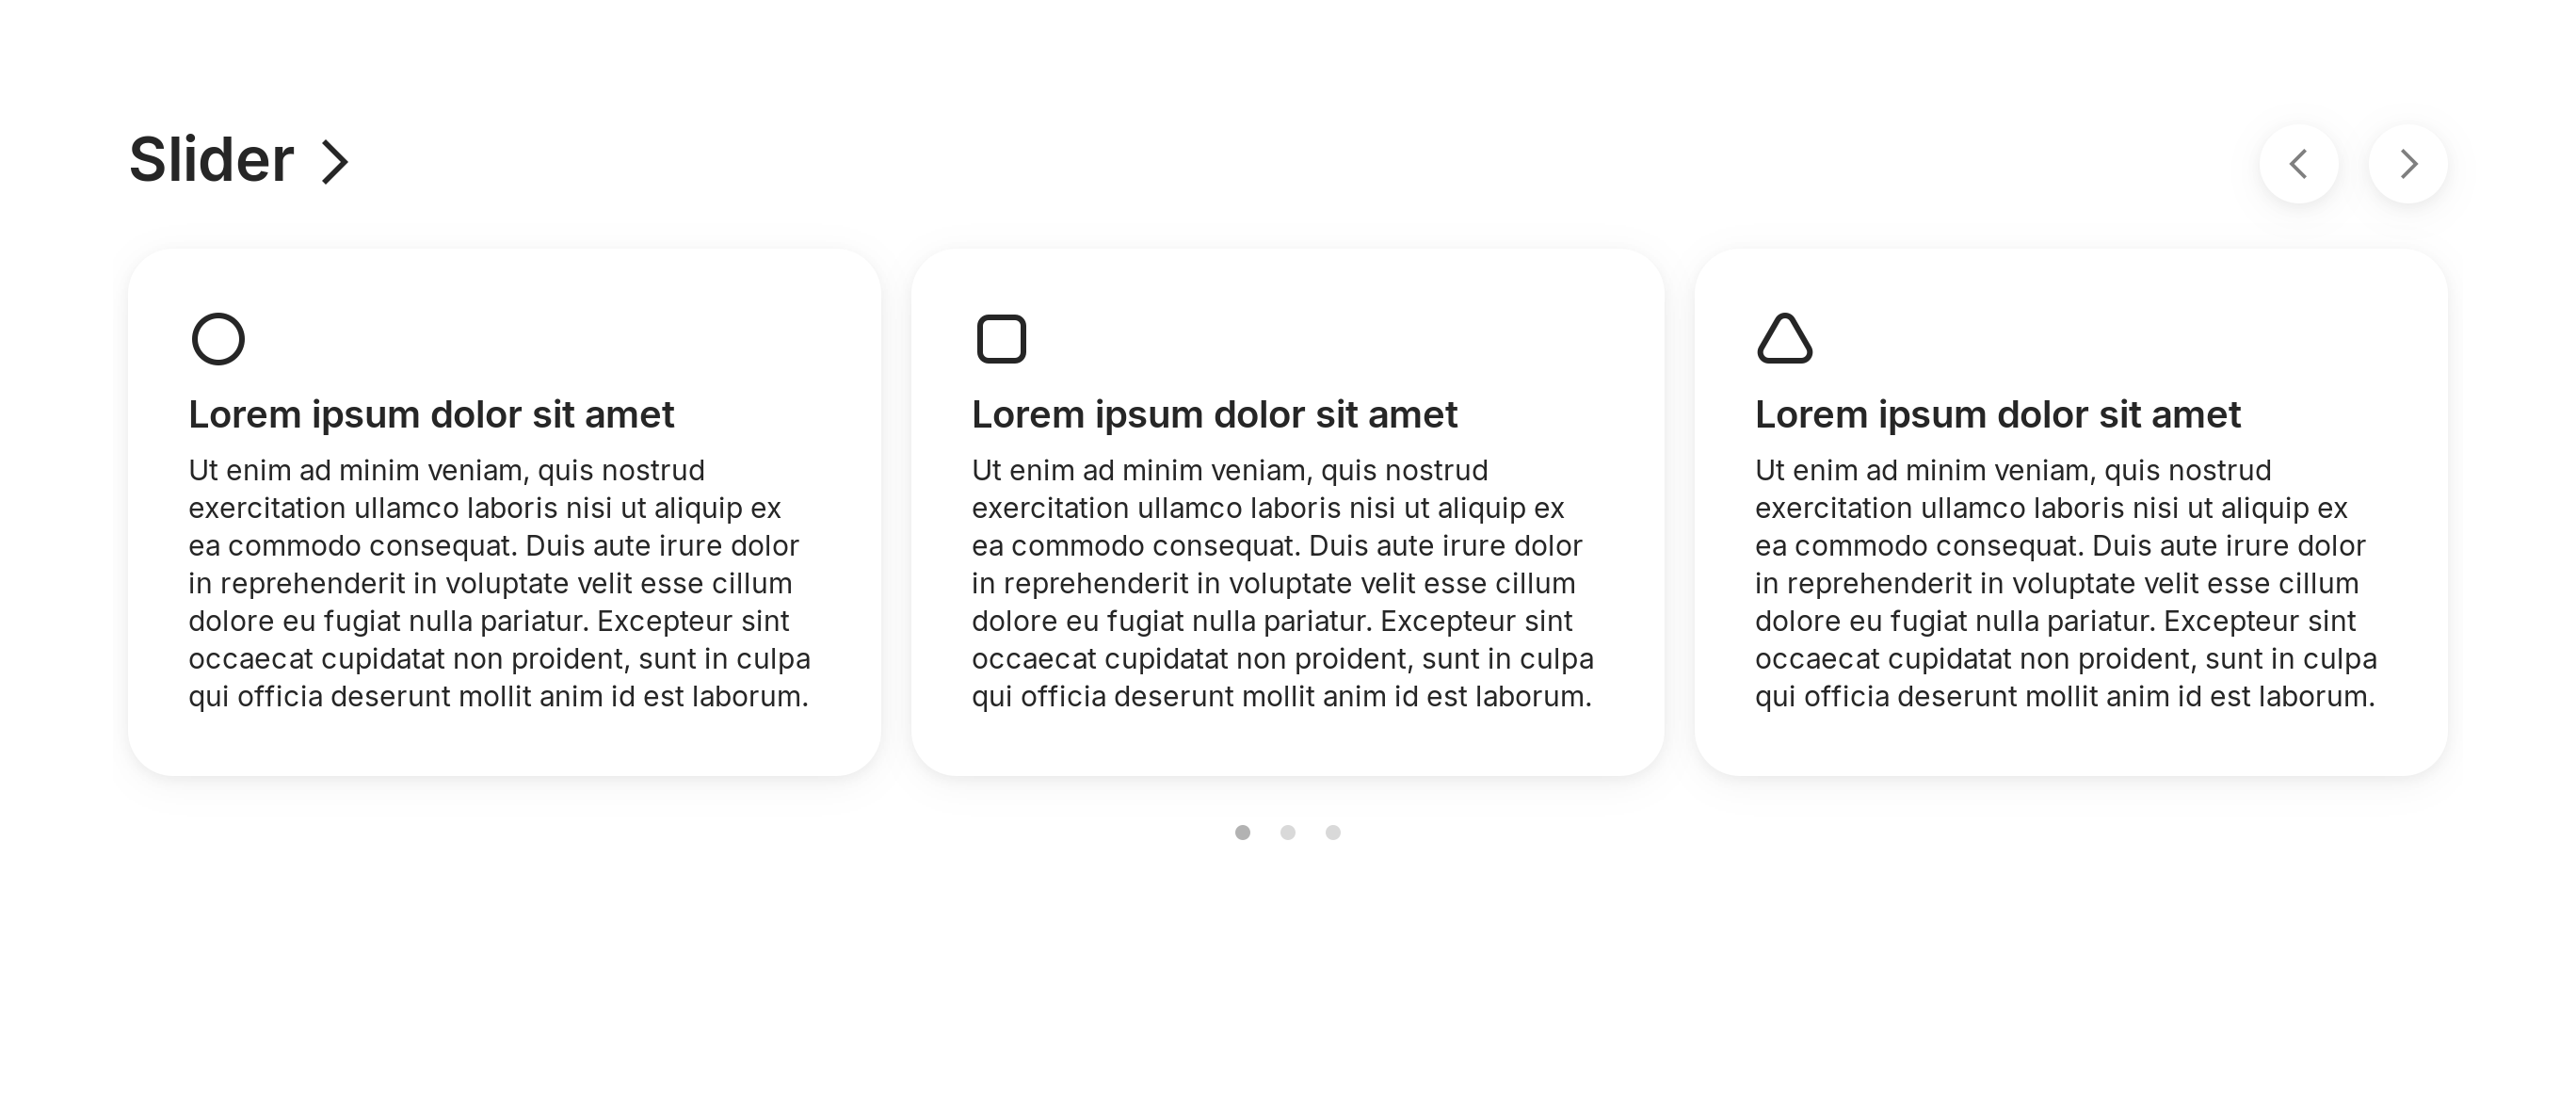 Slider
Lorem ipsum dolor sit amet
Ut enim ad minim veniam, quis nostrud
exercitation ullamco laboris nisi ut aliquip ex
ea commodo consequat. Duis aute irure dolor
in reprehenderit in voluptate velit esse cillum
dolore eu fugiat nulla pariatur. Excepteur sint
occaecat cupidatat non proident, sunt in culpa
qui officia deserunt mollit anim id est laborum.
Lorem ipsum dolor sit amet
Ut enim ad minim veniam, quis nostrud
exercitation ullamco laboris nisi ut aliquip ex
ea commodo consequat. Duis aute irure dolor
in reprehenderit in voluptate velit esse cillum
dolore eu fugiat nulla pariatur. Excepteur sint
occaecat cupidatat non proident, sunt in culpa
qui officia deserunt mollit anim id est laborum.
Lorem ipsum dolor sit amet
Ut enim ad minim veniam, quis nostrud
exercitation ullamco laboris nisi ut aliquip ex
ea commodo consequat. Duis aute irure dolor
in reprehenderit in voluptate velit esse cillum
dolore eu fugiat nulla pariatur. Excepteur sint
occaecat cupidatat non proident, sunt in culpa
qui officia deserunt mollit anim id est laborum.